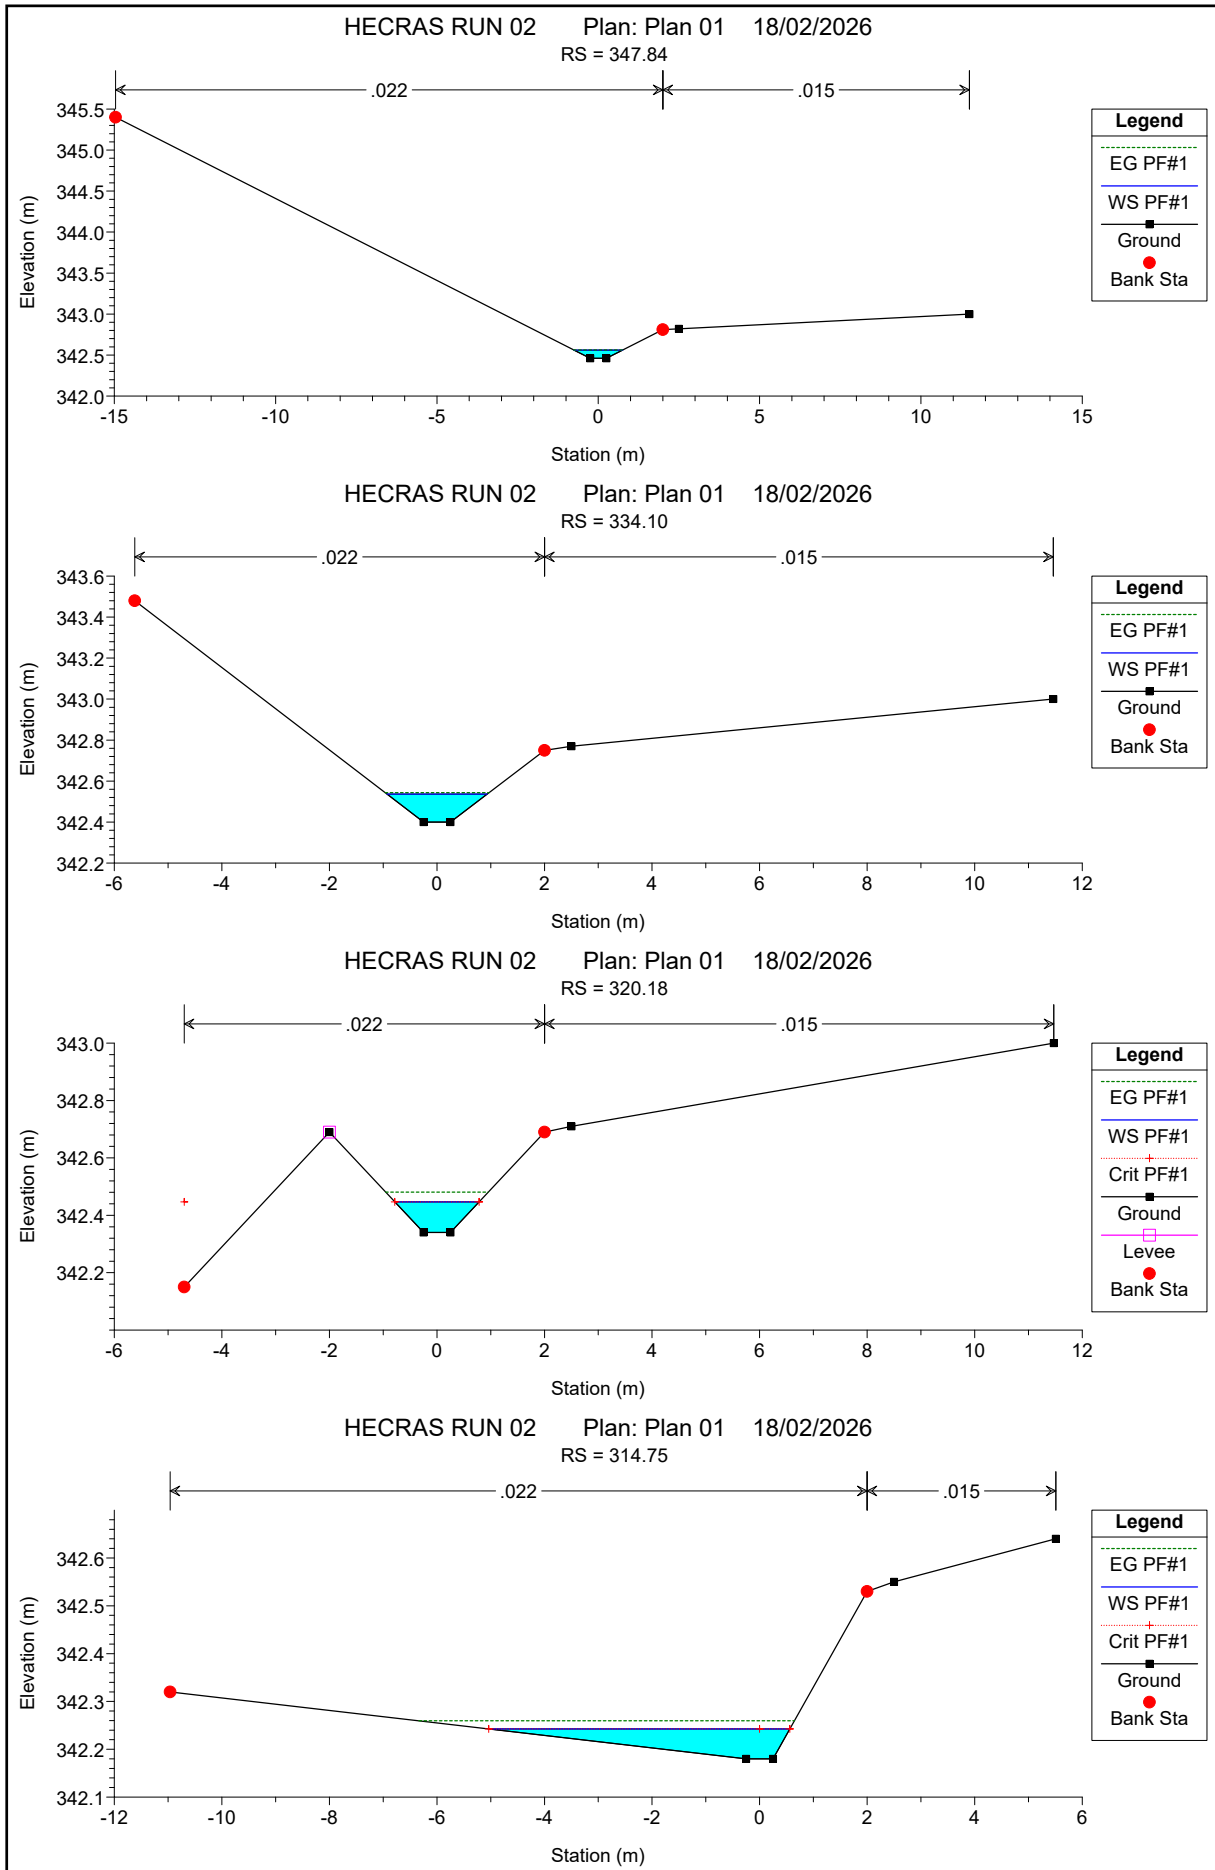 HECRAS RUN 02 Plan: Plan 01 18/02/2026
RS = 347.84
.022 .015
345.5
345.0
344.5
344.0
343.5
343.0
342.5
342.0
Elevation (m)
-15 -10 -5 0 5 10 15
Station (m)
Legend
EG PF#1
WS PF#1
Ground
Bank Sta
HECRAS RUN 02 Plan: Plan 01 18/02/2026
RS = 334.10
.022 .015
343.6
343.4
343.2
343.0
342.8
342.6
342.4
342.2
Elevation (m)
-6 -4 -2 0 2 4 6 8 10 12
Station (m)
Legend
EG PF#1
WS PF#1
Ground
Bank Sta
HECRAS RUN 02 Plan: Plan 01 18/02/2026
RS = 320.18
.022 .015
343.0
342.8
342.6
342.4
342.2
Elevation (m)
-6 -4 -2 0 2 4 6 8 10 12
Station (m)
Legend
EG PF#1
WS PF#1
Crit PF#1
Ground
Levee
Bank Sta
HECRAS RUN 02 Plan: Plan 01 18/02/2026
RS = 314.75
.022 .015
342.6
342.5
342.4
342.3
342.2
342.1
Elevation (m)
-12 -10 -8 -6 -4 -2 0 2 4 6
Station (m)
Legend
EG PF#1
WS PF#1
Crit PF#1
Ground
Bank Sta